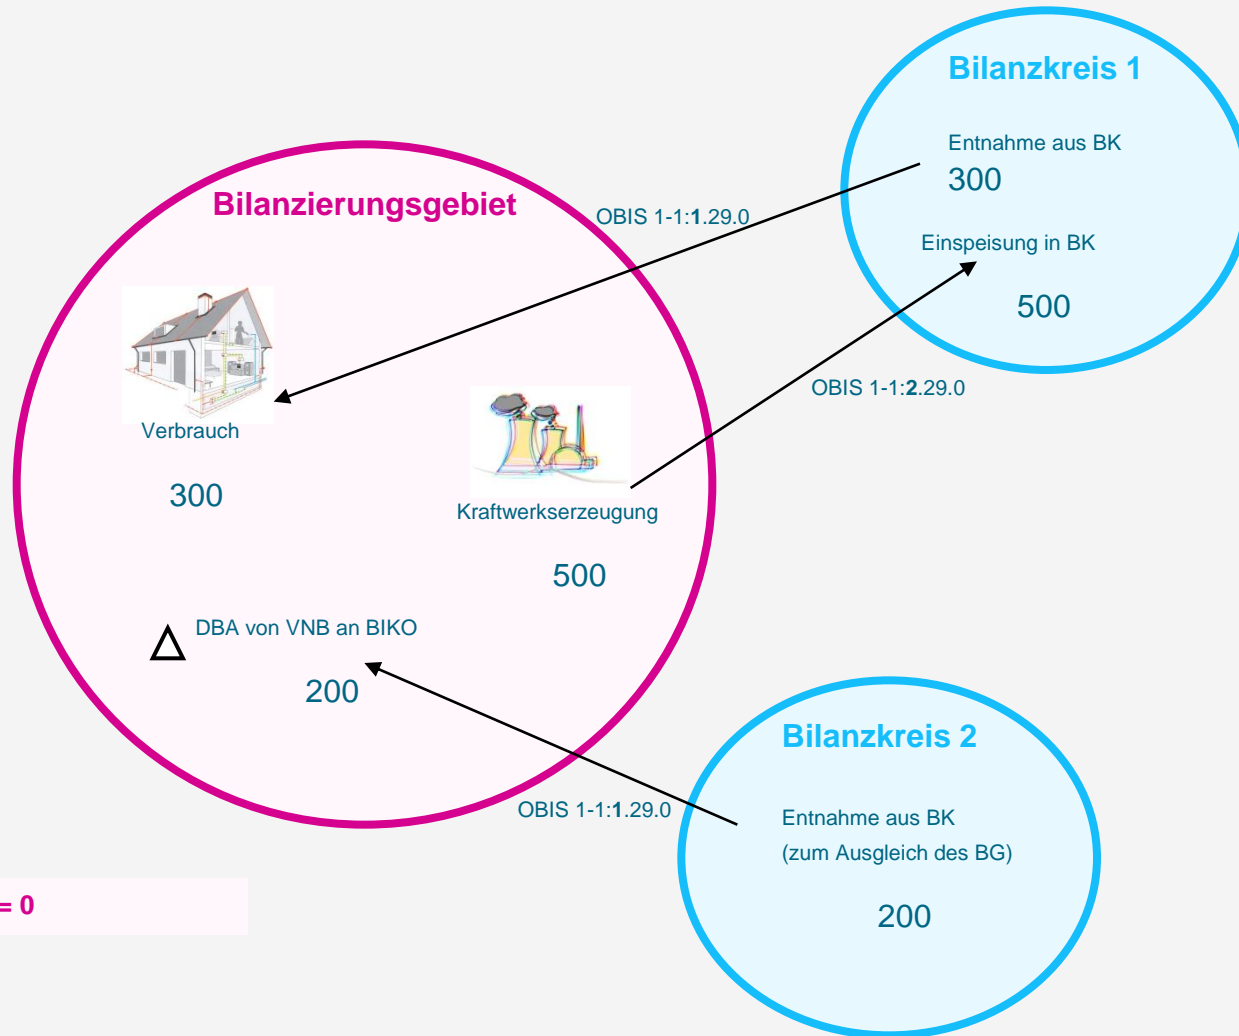 Bilanzkreis 1
Entnahme aus BK
300
Einspeisung in BK
500
OBIS 1-1:1.29.0
OBIS 1-1:2.29.0
Bilanzierungsgebiet
Verbrauch
300
Kraftwerkserzeugung
500
DBA von VNB an BIKO
200
OBIS 1-1:1.29.0
Bilanzkreis 2
Entnahme aus BK
(zum Ausgleich des BG)
200
= 0